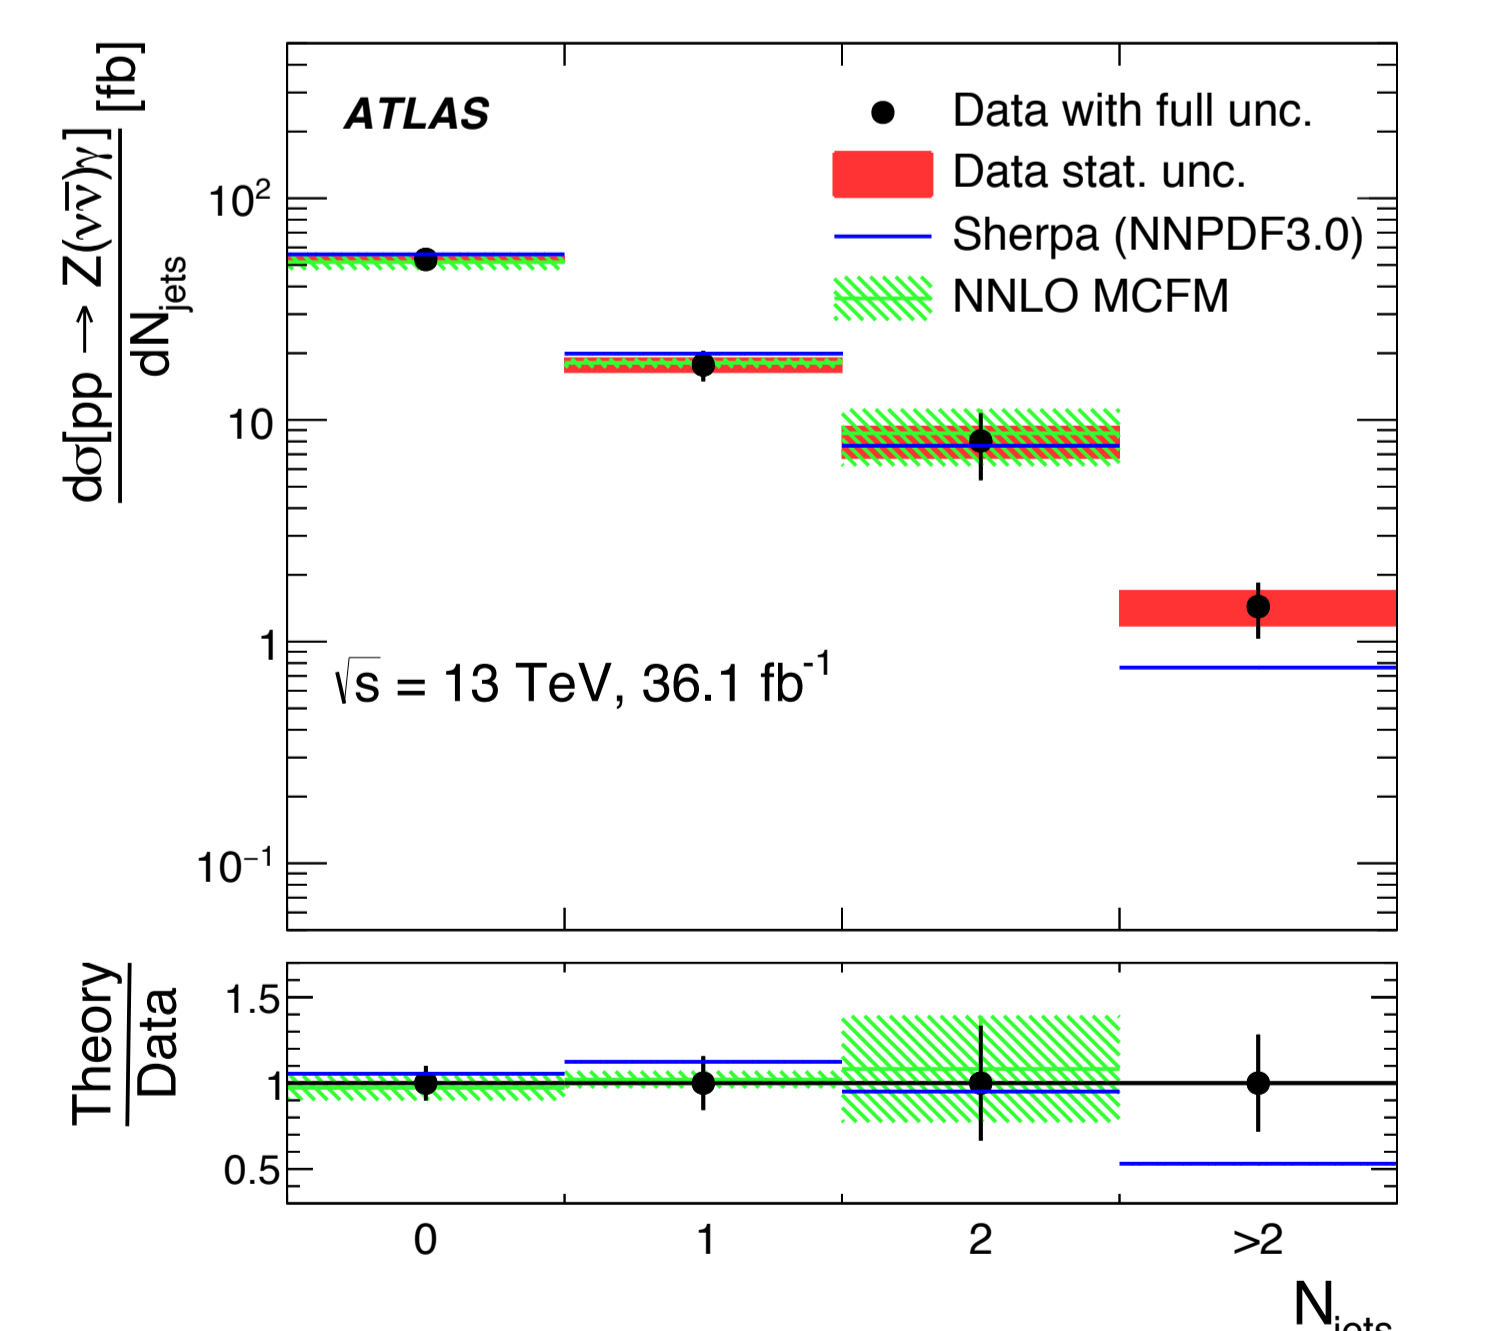 dσ[pp → Z(νν̄)γ] [fb]
dN_jets
ATLAS
Data with full unc.
Data stat. unc.
Sherpa (NNPDF3.0)
NNLO MCFM
10²
10
1
10⁻¹
√s = 13 TeV, 36.1 fb⁻¹
Theory
Data
1.5
1
0.5
0 1 2 >2
N_jets